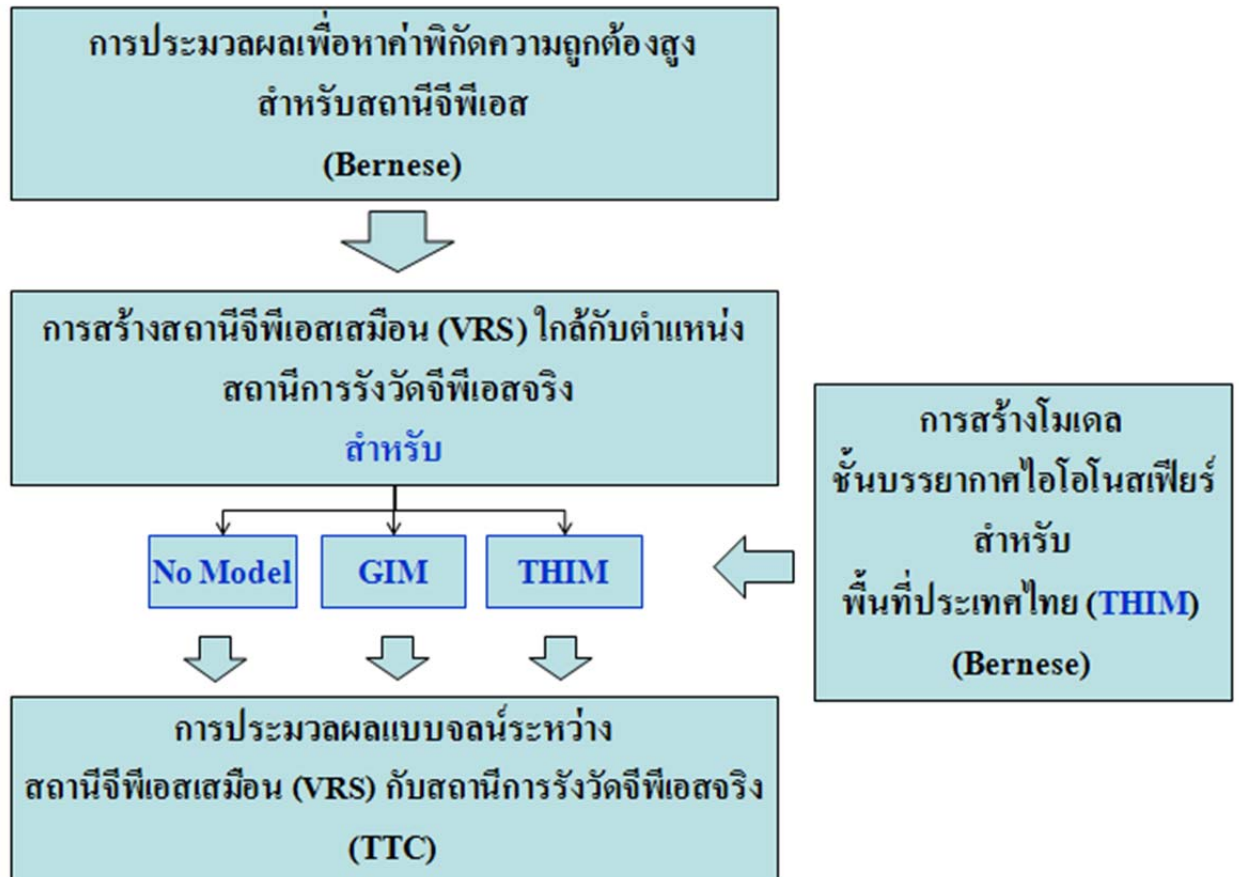 การประมวลผลเพื่อหาค่าพิกัดความถูกต้องสูง
สำหรับสถานีจีพีเอส
(Bernese)
การสร้างสถานีจีพีเอสเสมือน (VRS) ใกล้กับตำแหน่ง
สถานีการรังวัดจีพีเอสจริง
สำหรับ
No Model
GIM
THIM
การสร้างโมเดล
ชั้นบรรยากาศไอโอโนสเฟียร์
สำหรับ
พื้นที่ประเทศไทย (THIM)
(Bernese)
การประมวลผลแบบจลน์ระหว่าง
สถานีจีพีเอสเสมือน (VRS) กับสถานีการรังวัดจีพีเอสจริง
(TTC)